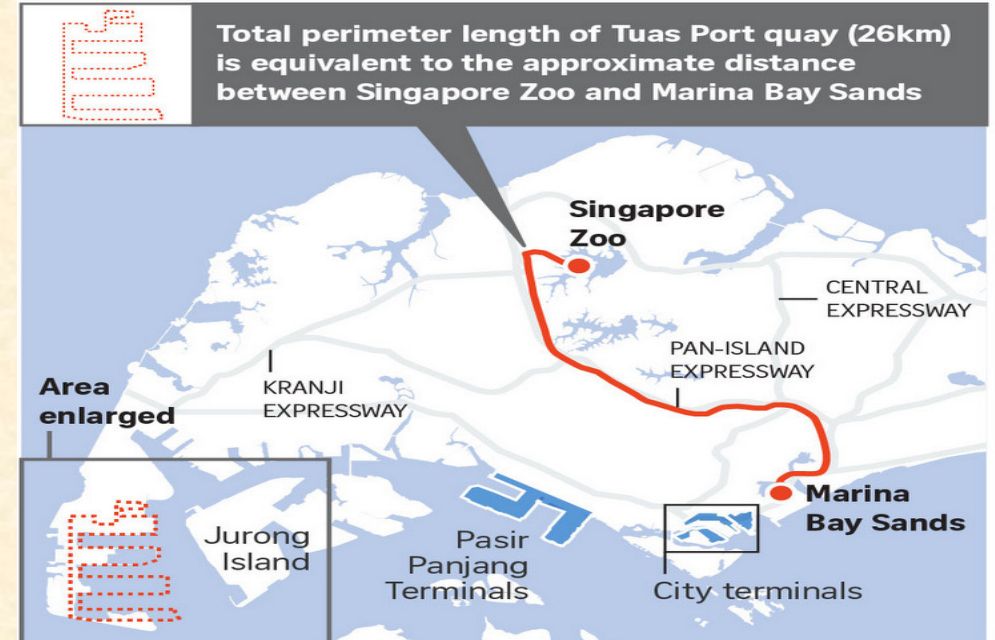 Total perimeter length of Tuas Port quay (26km)
is equivalent to the approximate distance
between Singapore Zoo and Marina Bay Sands
Singapore
Zoo
CENTRAL
EXPRESSWAY
PAN-ISLAND
EXPRESSWAY
KRANJI
EXPRESSWAY
Area
enlarged
Marina
Bay Sands
Jurong
Island
Pasir
Panjang
Terminals
City terminals